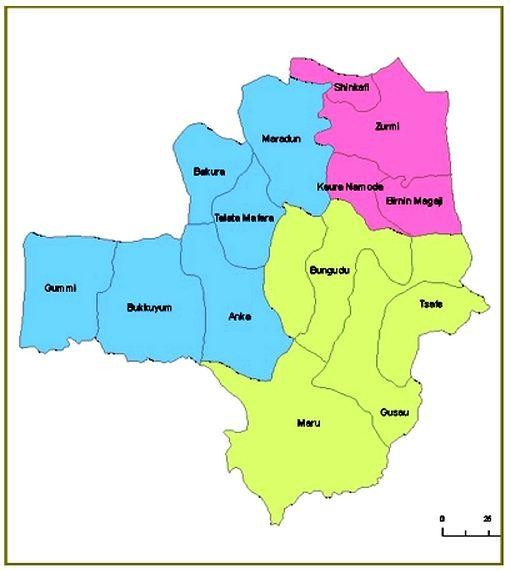 Shinkafi
Zurmi
Maradun
Bakura
Kaura Namoda
Birnin Magaji
Talata Mafara
Bungudu
Gummi
Bukkuyum
Anka
Tsafe
Gusau
Maru
0 25